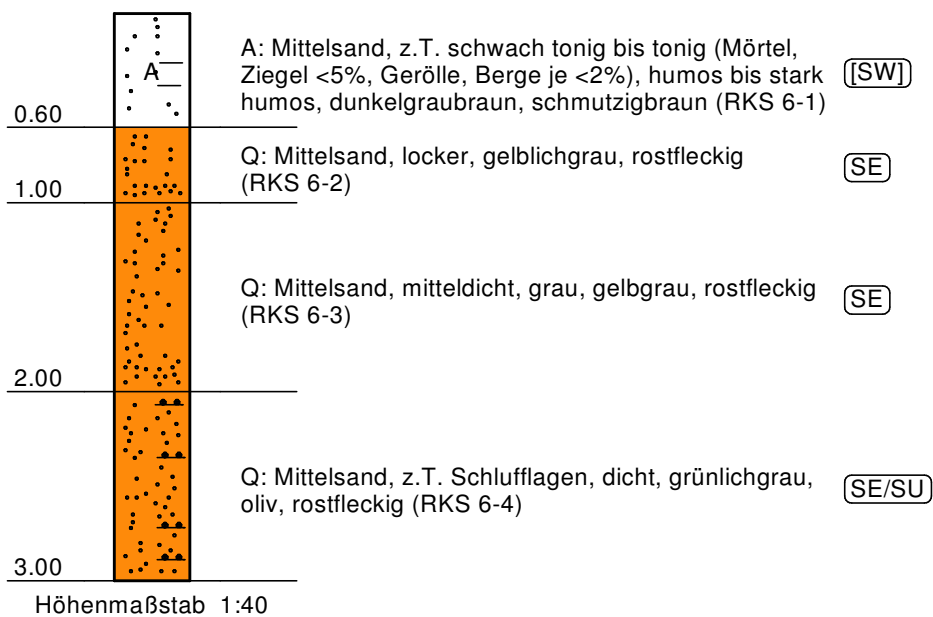 A: Mittelsand, z.T. schwach tonig bis tonig (Mörtel,
Ziegel <5%, Gerölle, Berge je <2%), humos bis stark
humos, dunkelgraubraun, schmutzigbraun (RKS 6-1)
[SW]
A
0.60
Q: Mittelsand, locker, gelblichgrau, rostfleckig
(RKS 6-2)
SE
1.00
Q: Mittelsand, mitteldicht, grau, gelbgrau, rostfleckig
(RKS 6-3)
SE
2.00
Q: Mittelsand, z.T. Schlufflagen, dicht, grünlichgrau,
oliv, rostfleckig (RKS 6-4)
SE/SU
3.00
Höhenmaßstab 1:40